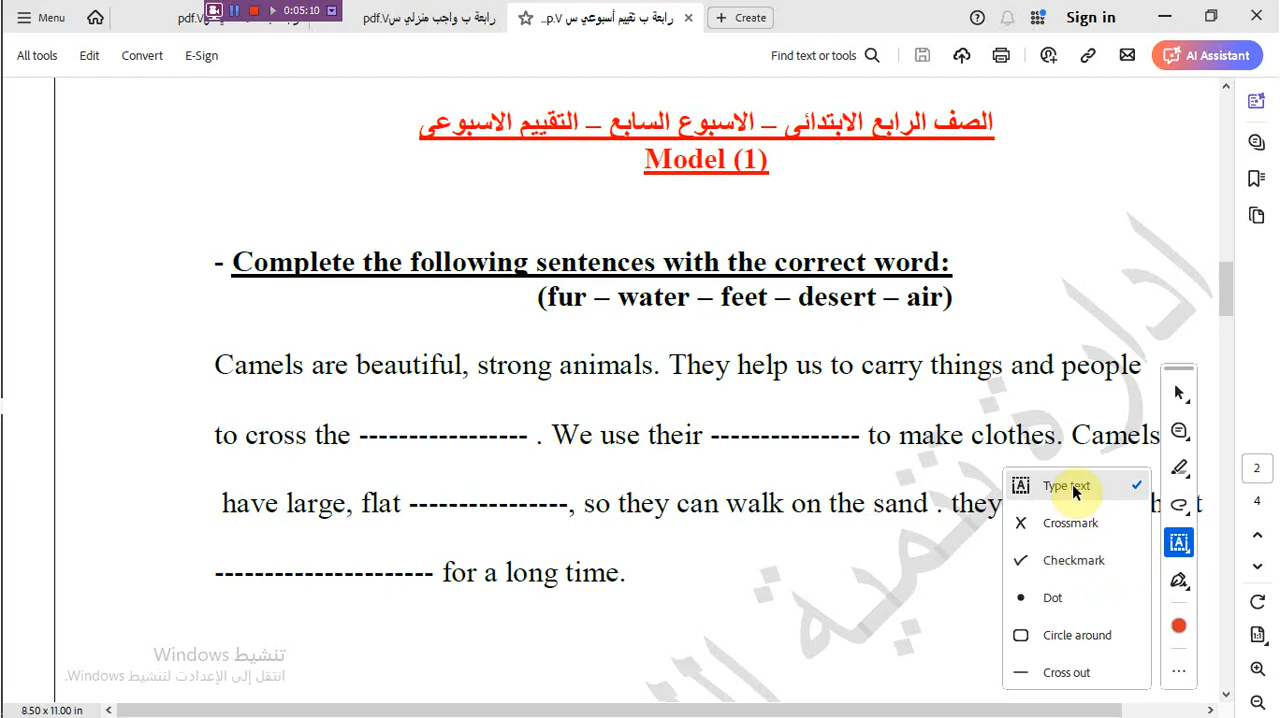 00:05:10
رابعة ب واجب منزلي س٧.pdf
رابعة ب تقييم أسبوعي س ٧.p...
Create
Sign in
Menu
All tools
Edit
Convert
E-Sign
Find text or tools
AI Assistant
الصف الرابع الابتدائى – الاسبوع السابع – التقييم الاسبوعى
Model (1)
- Complete the following sentences with the correct word:
(fur – water – feet – desert – air)
Camels are beautiful, strong animals. They help us to carry things and people
to cross the ----------------- . We use their --------------- to make clothes. Camels
have large, flat ----------------, so they can walk on the sand . they
---------------------- for a long time.
Type text
Crossmark
Checkmark
Dot
Circle around
Cross out
2
4
تنشيط Windows
انتقل إلى الإعدادت لتنشيط Windows.
8.50 x 11.00 in